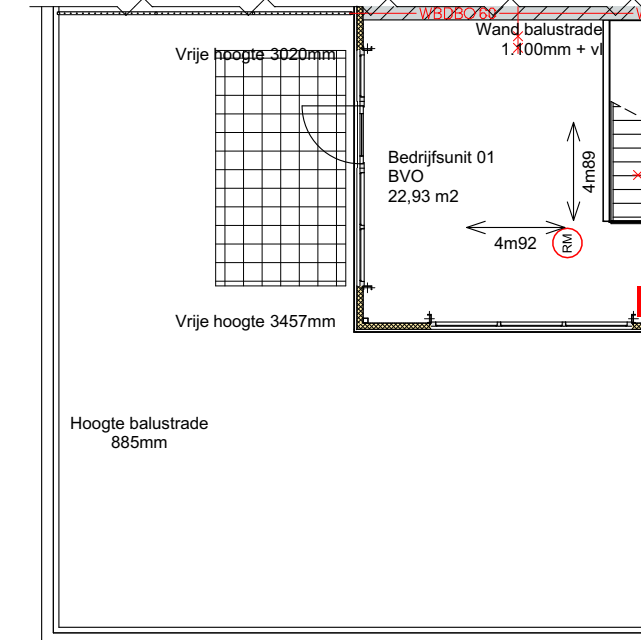 WBDBO 60
W
Wand balustrade
1.100mm + vl
Vrije hoogte 3020mm
Bedrijfsunit 01
BVO
22,93 m2
4m89
4m92
RM
Vrije hoogte 3457mm
Hoogte balustrade
885mm